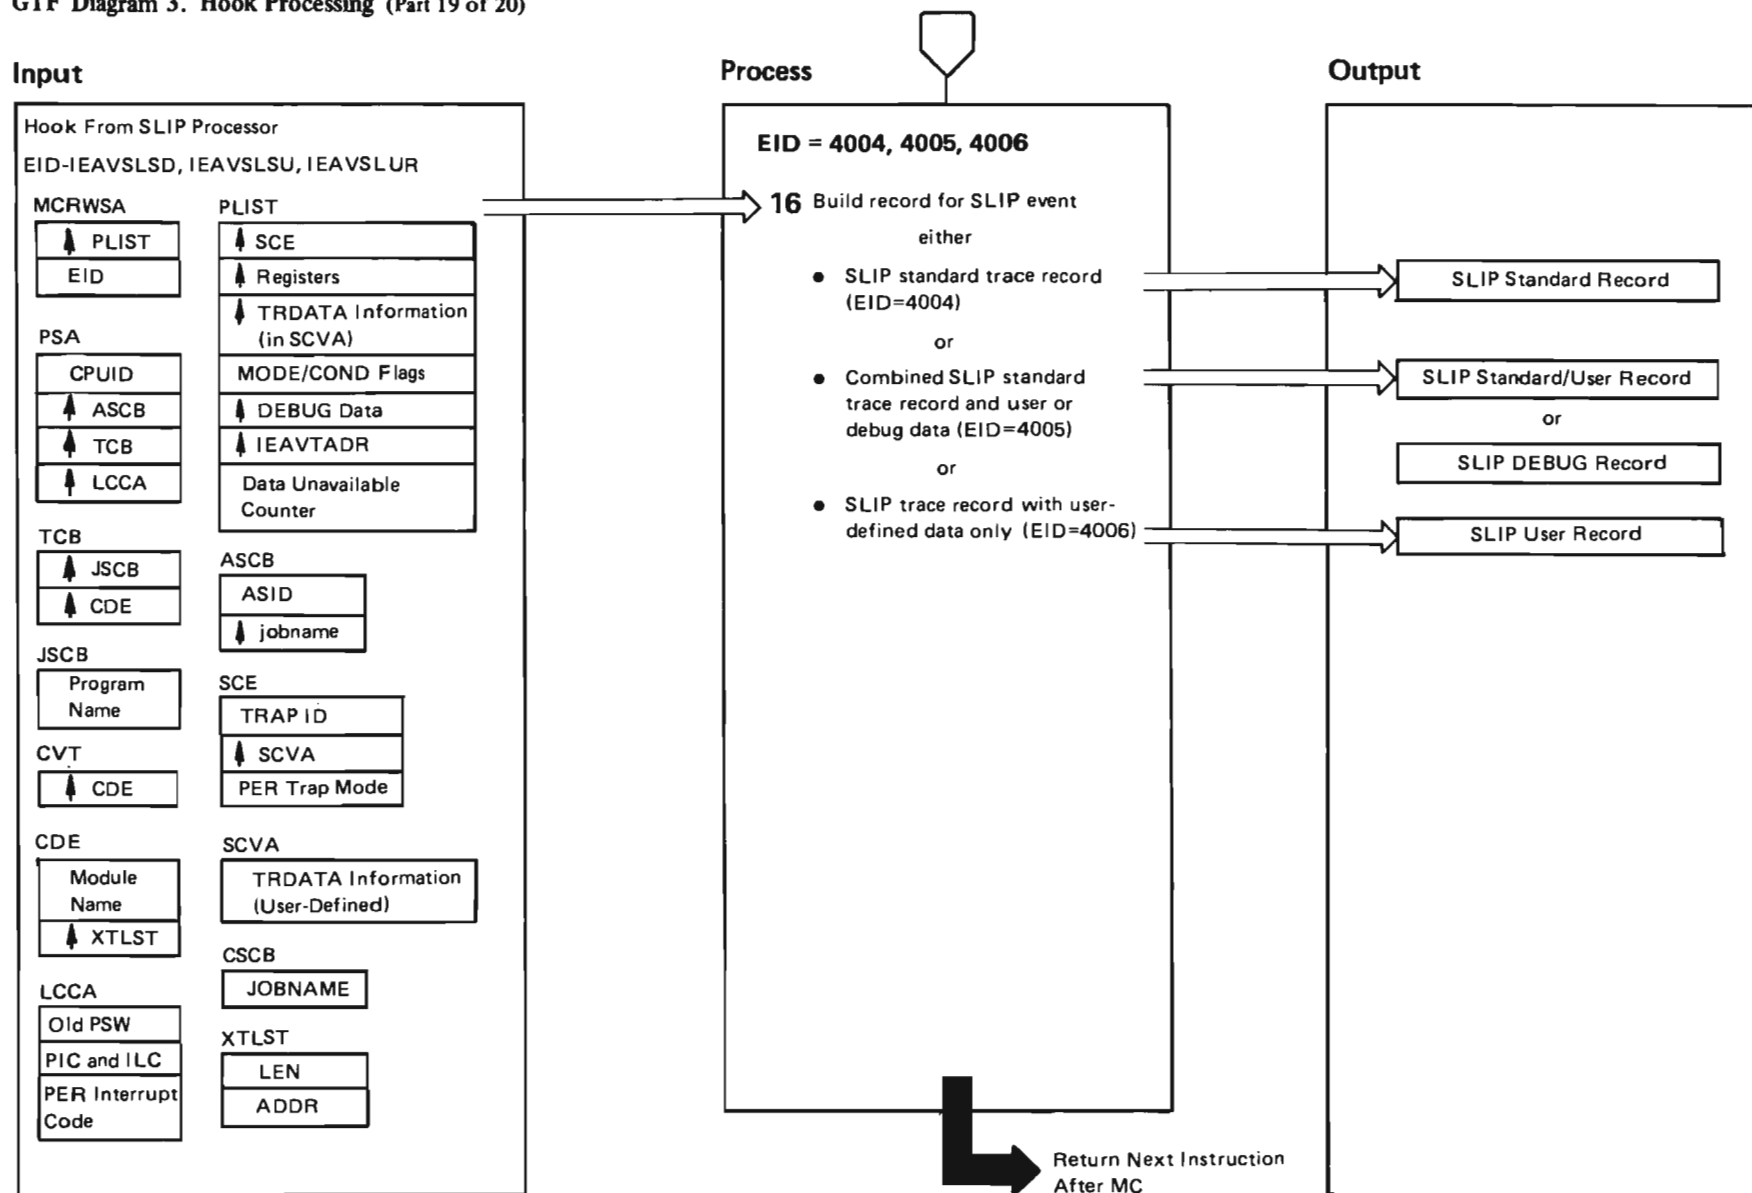 GTF Diagram 3. Hook Processing (Part 19 of 20)
Input
Hook From SLIP Processor
EID-IEAVSLSD, IEAVSLSU, IEAVSLUR
MCRWSA
PLIST
EID
PSA
CPUID
ASCB
TCB
LCCA
TCB
JSCB
CDE
JSCB
Program
Name
CVT
CDE
CDE
Module
Name
XTLST
LCCA
Old PSW
PIC and ILC
PER Interrupt
Code
PLIST
SCE
Registers
TRDATA Information
(in SCVA)
MODE/COND Flags
DEBUG Data
IEAVTADR
Data Unavailable
Counter
ASCB
ASID
jobname
SCE
TRAP ID
SCVA
PER Trap Mode
SCVA
TRDATA Information
(User-Defined)
CSCB
JOBNAME
XTLST
LEN
ADDR
Process
EID = 4004, 4005, 4006
16 Build record for SLIP event
either
• SLIP standard trace record
(EID=4004)
or
• Combined SLIP standard
trace record and user or
debug data (EID=4005)
or
• SLIP trace record with user-
defined data only (EID=4006)
Return Next Instruction
After MC
Output
SLIP Standard Record
SLIP Standard/User Record
or
SLIP DEBUG Record
SLIP User Record